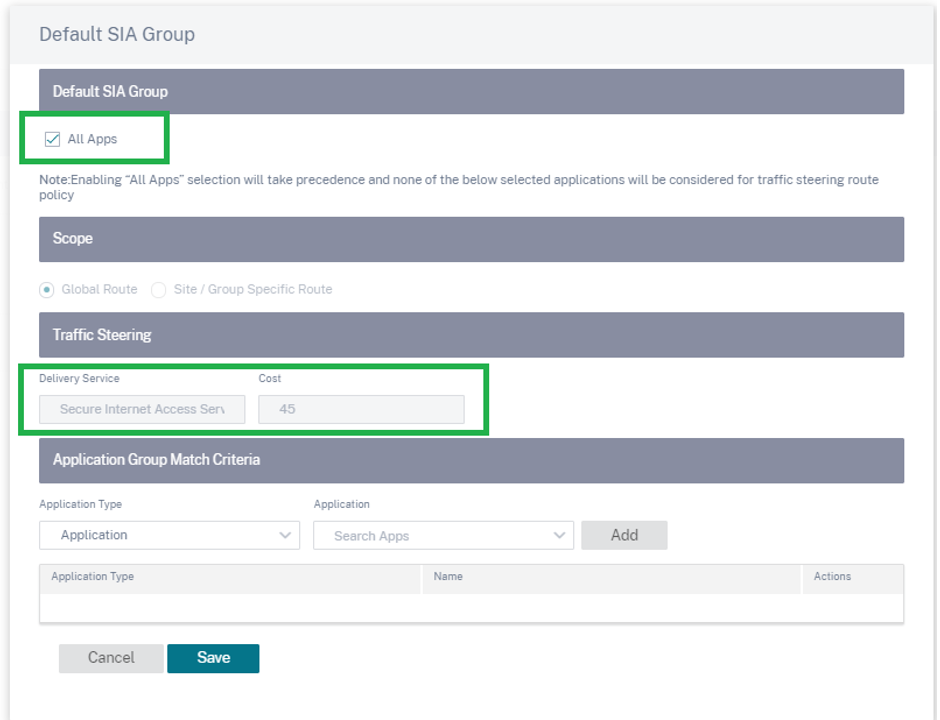 Default SIA Group
Default SIA Group
All Apps
Note:Enabling “All Apps” selection will take precedence and none of the below selected applications will be considered for traffic steering route
policy
Scope
Global Route Site / Group Specific Route
Traffic Steering
Delivery Service Cost
Secure Internet Access Serv 45
Application Group Match Criteria
Application Type Application
Application Search Apps Add
Application Type Name Actions
Cancel Save